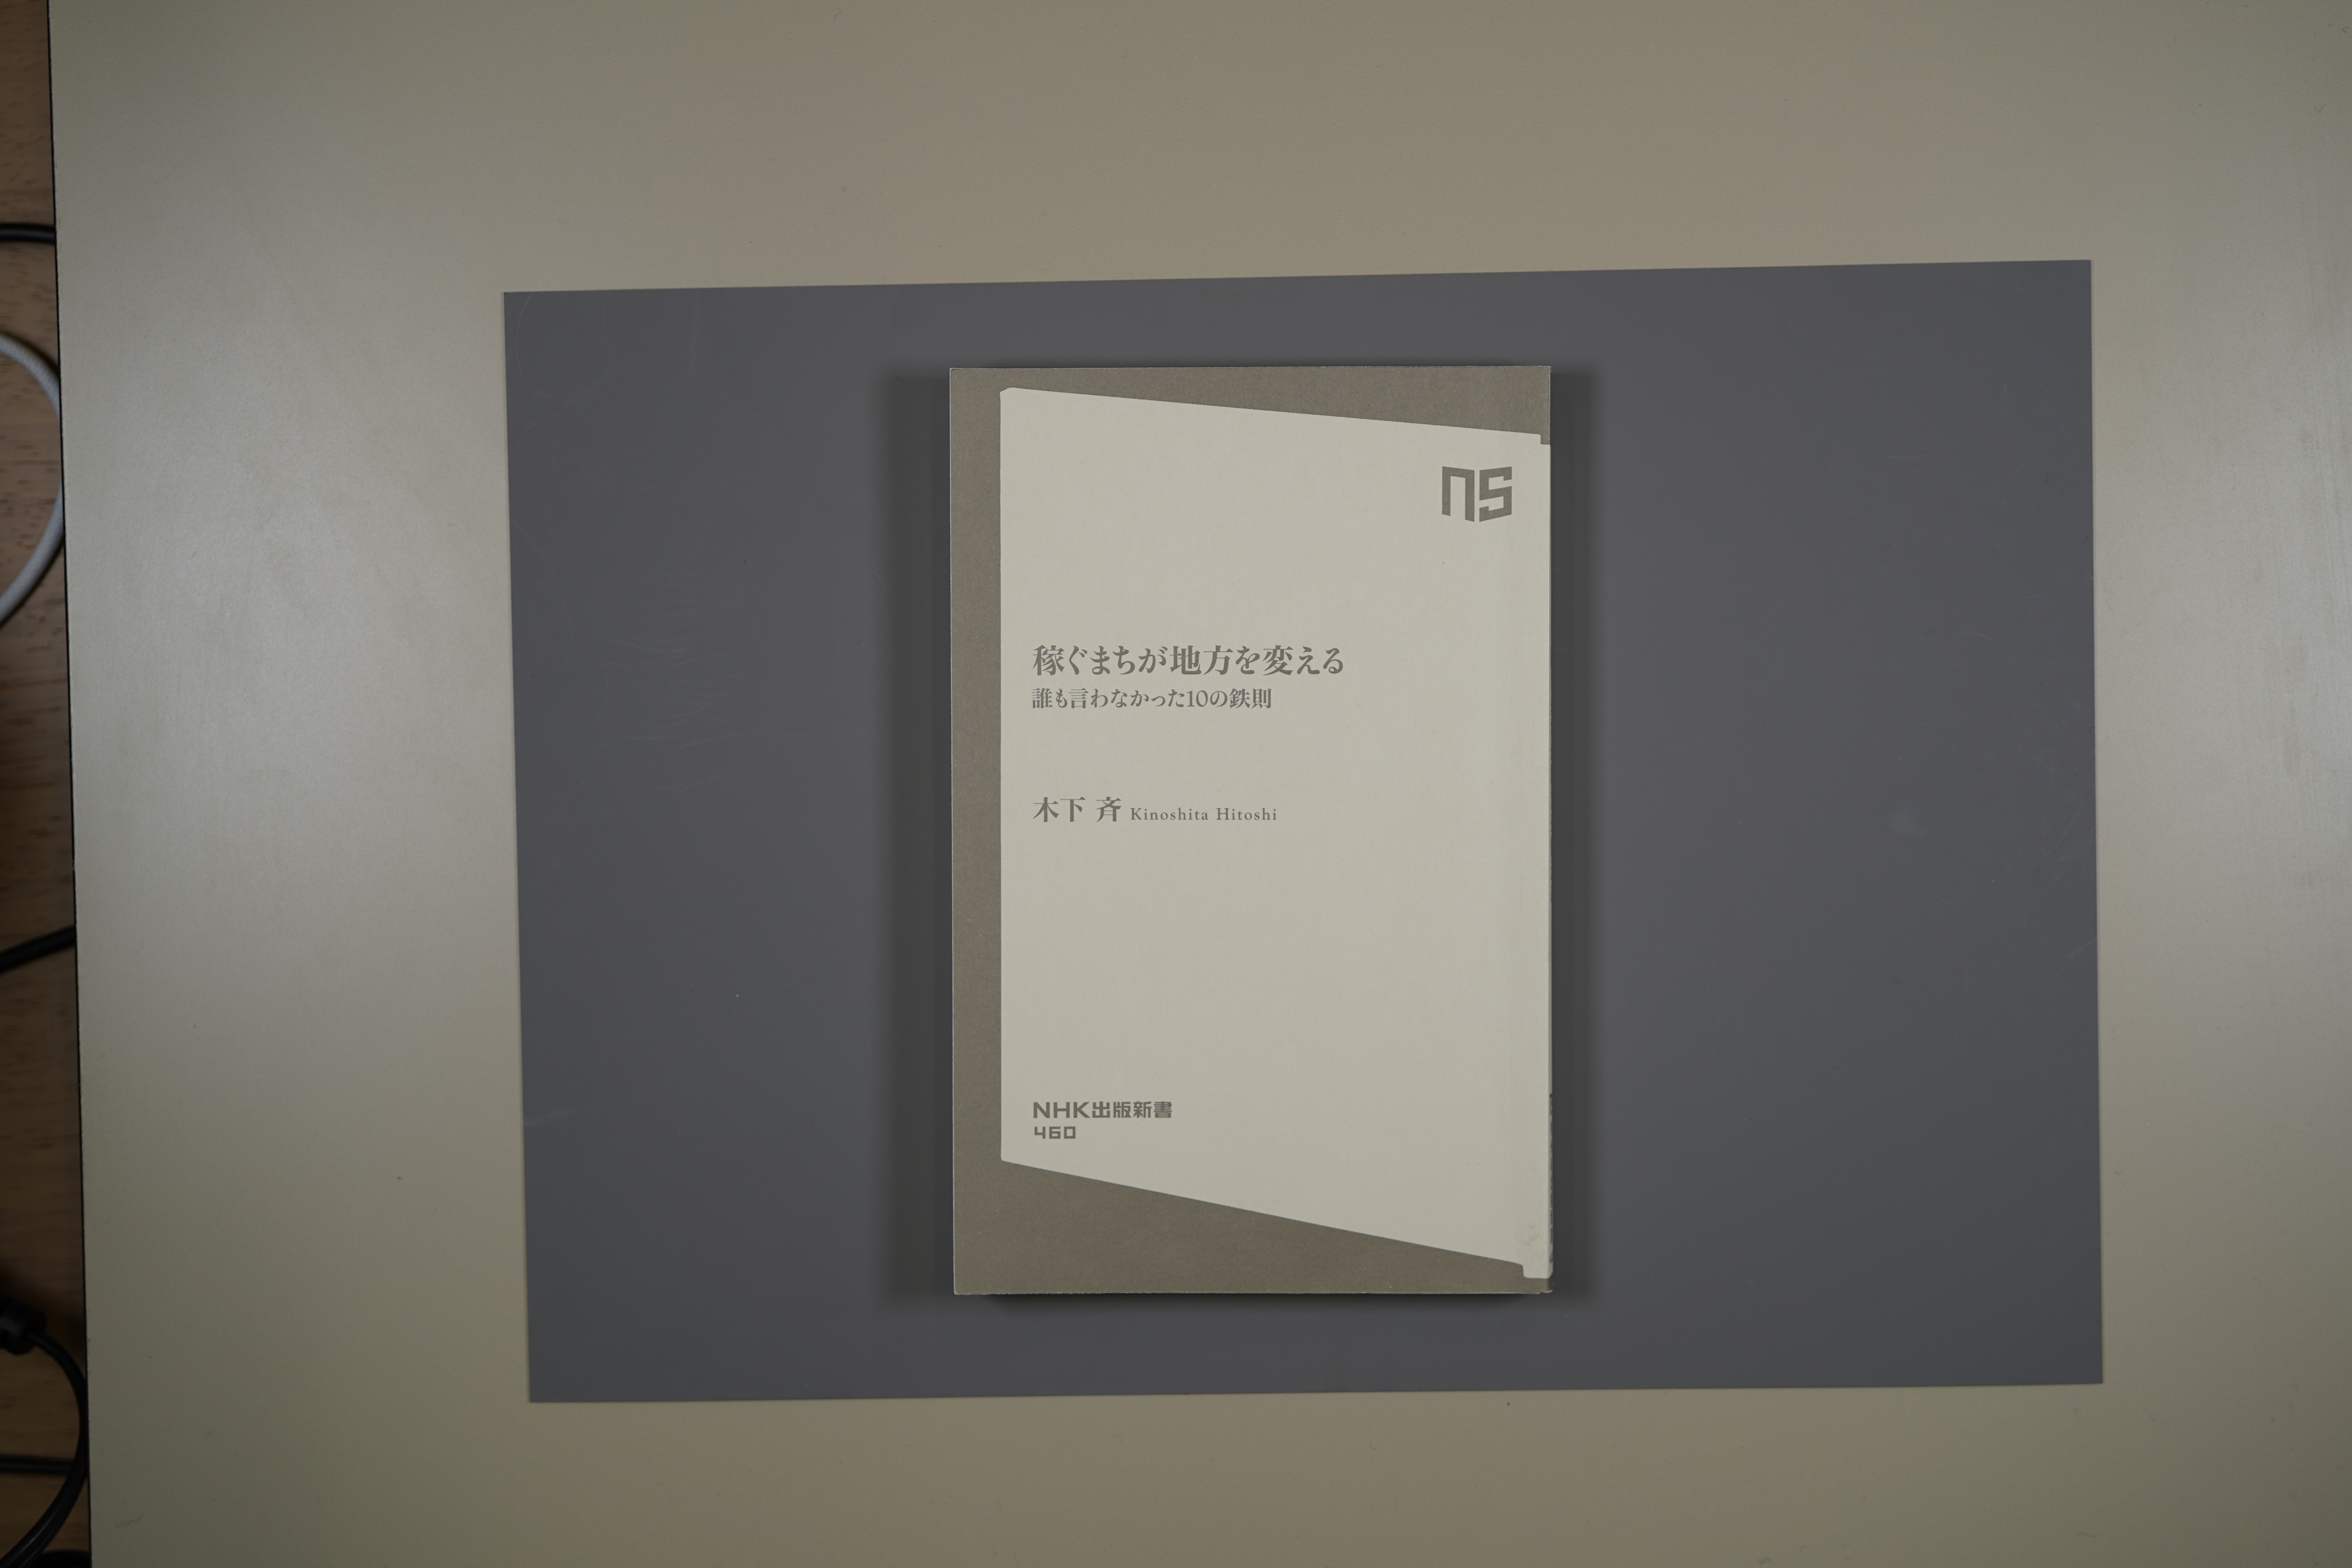 ns
稼ぐまちが地方を変える
誰も言わなかった10の鉄則
木下 斉 Kinoshita Hitoshi
NHK出版新書
460